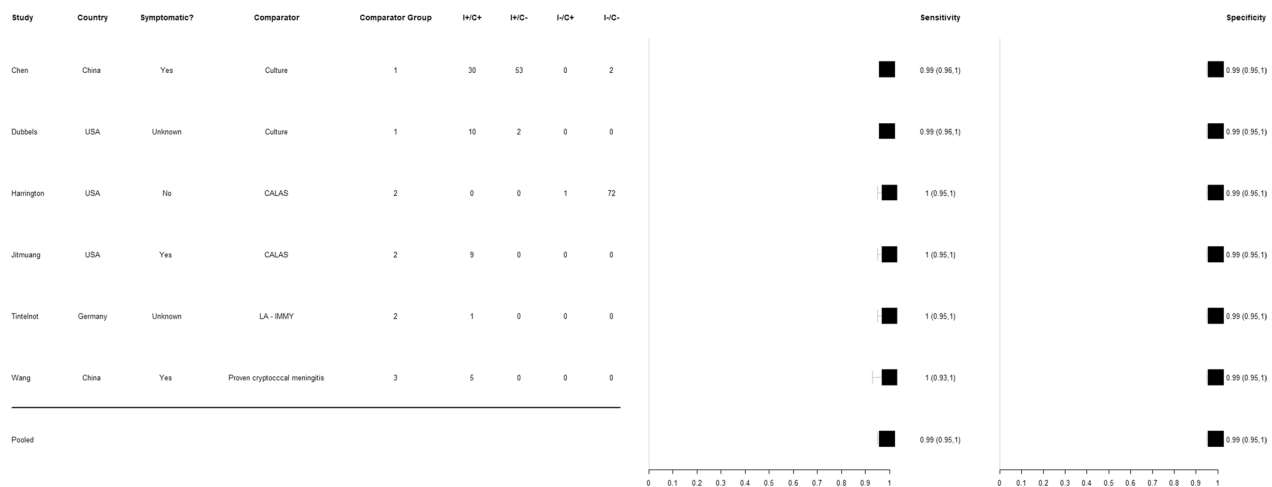 Study Country Symptomatic? Comparator Comparator Group I+/C+ I+/C- I-/C+ I-/C- Sensitivity Specificity
Chen China Yes Culture 1 30 53 0 2 0.99 (0.96,1) 0.99 (0.95,1)
Dubbels USA Unknown Culture 1 10 2 0 0 0.99 (0.96,1) 0.99 (0.95,1)
Harrington USA No CALAS 2 0 0 1 72 1 (0.95,1) 0.99 (0.95,1)
Jitmuang USA Yes CALAS 2 9 0 0 0 1 (0.95,1) 0.99 (0.95,1)
Tintelnot Germany Unknown LA - IMMY 2 1 0 0 0 1 (0.95,1) 0.99 (0.95,1)
Wang China Yes Proven cryptocccal meningitis 3 5 0 0 0 1 (0.93,1) 0.99 (0.95,1)
Pooled 0.99 (0.95,1) 0.99 (0.95,1)
0 0.1 0.2 0.3 0.4 0.5 0.6 0.7 0.8 0.9 1 0 0.1 0.2 0.3 0.4 0.5 0.6 0.7 0.8 0.9 1